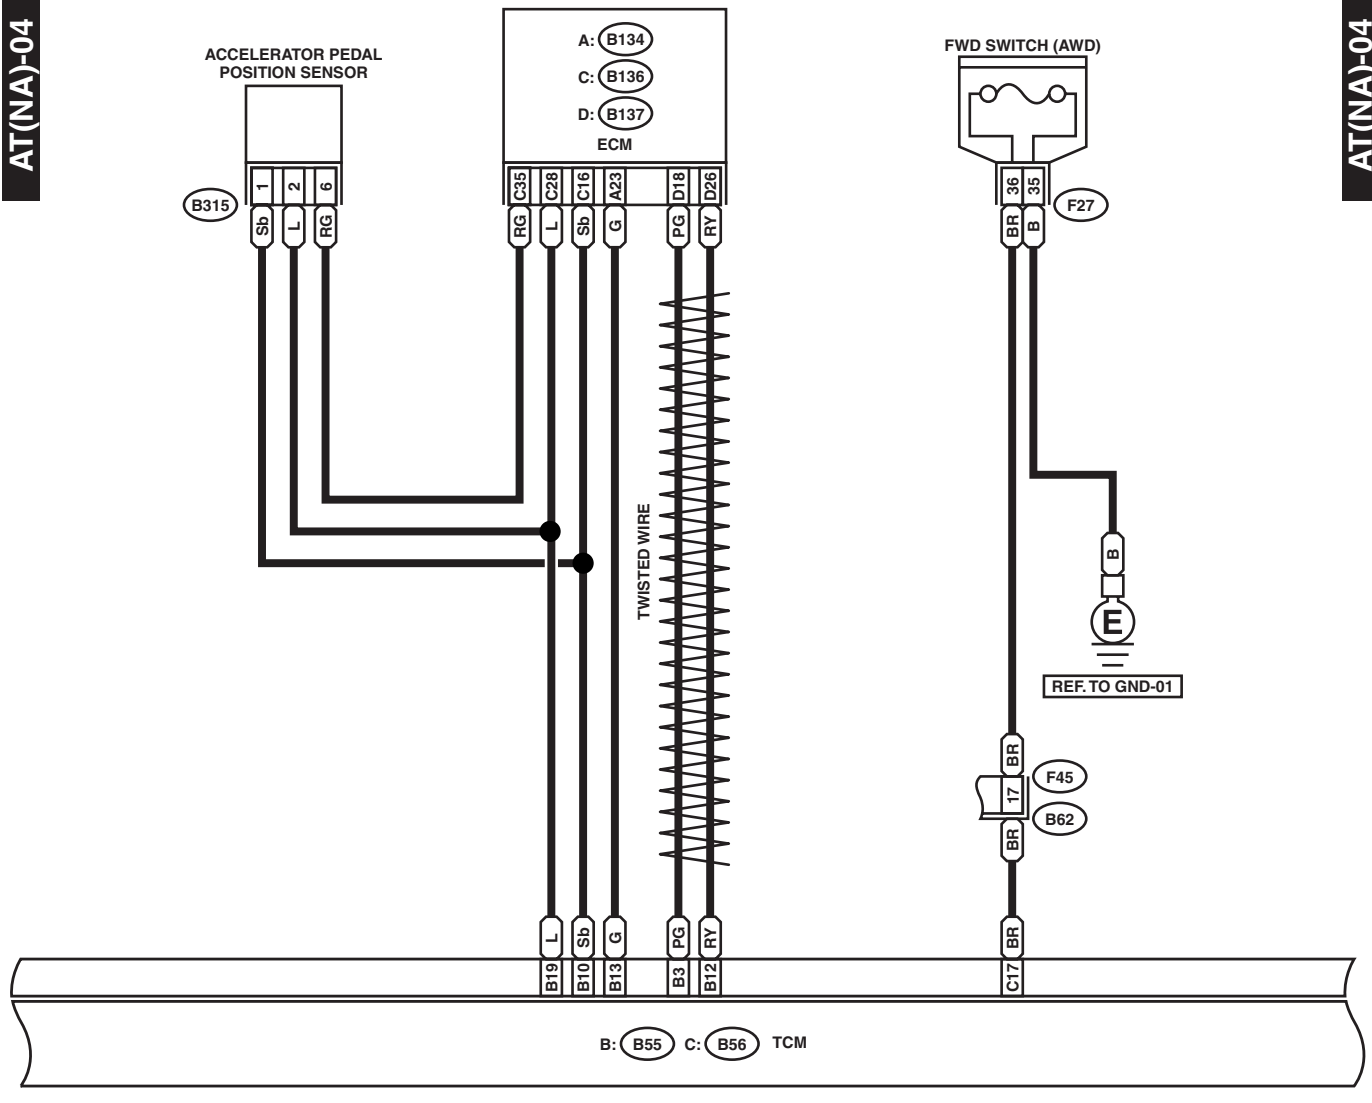 AT(NA)-04
AT(NA)-04
ACCELERATOR PEDAL
POSITION SENSOR
A: B134
C: B136
D: B137
ECM
FWD SWITCH (AWD)
B315
1 2 6
Sb L RG
C35 C28 C16 A23 D18 D26
RG L Sb G PG RY
36 35
F27
BR B
TWISTED WIRE
B
E
REF. TO GND-01
BR
17
F45
B62
BR
L Sb G PG RY BR
B19 B10 B13 B3 B12 C17
B: B55 C: B56 TCM